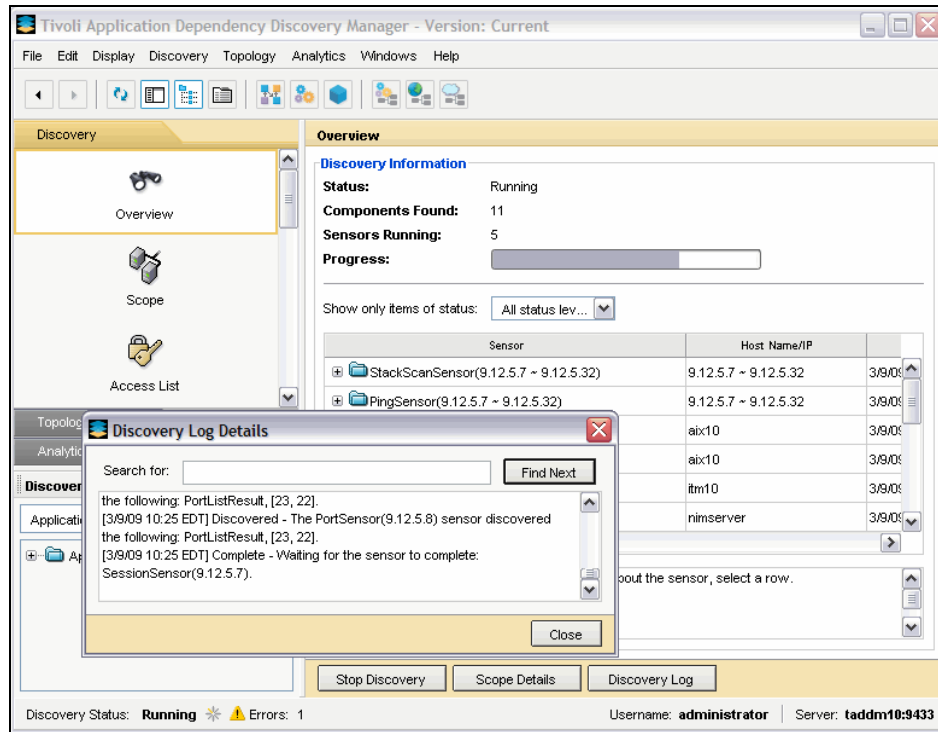 Tivoli Application Dependency Discovery Manager - Version: Current
File Edit Display Discovery Topology Analytics Windows Help
Discovery
Overview
Scope
Access List
Overview
Discovery Information
Status: Running
Components Found: 11
Sensors Running: 5
Progress:
Show only items of status: All status lev...
Sensor Host Name/IP
StackScanSensor(9.12.5.7 ~ 9.12.5.32) 9.12.5.7 ~ 9.12.5.32 3/9/09
PingSensor(9.12.5.7 ~ 9.12.5.32) 9.12.5.7 ~ 9.12.5.32 3/9/09
aix10 3/9/09
aix10 3/9/09
itm10 3/9/09
nimserver 3/9/09
bout the sensor, select a row.
Topolog
Analytic
Discover
Applicati
Ap
Discovery Log Details
Search for: Find Next
the following: PortListResult, [23, 22].
[3/9/09 10:25 EDT] Discovered - The PortSensor(9.12.5.8) sensor discovered
the following: PortListResult, [23, 22].
[3/9/09 10:25 EDT] Complete - Waiting for the sensor to complete:
SessionSensor(9.12.5.7).
Close
Stop Discovery Scope Details Discovery Log
Discovery Status: Running Errors: 1 Username: administrator Server: taddm10:9433